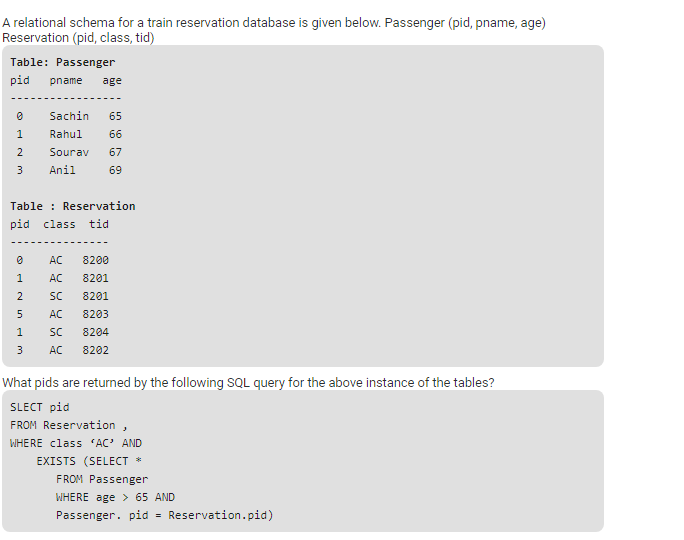 A relational schema for a train reservation database is given below. Passenger (pid, pname, age)
Reservation (pid, class, tid)
Table: Passenger
pid pname age
-----------------
0 Sachin 65
1 Rahul 66
2 Sourav 67
3 Anil 69
Table : Reservation
pid class tid
---------------
0 AC 8200
1 AC 8201
2 SC 8201
5 AC 8203
1 SC 8204
3 AC 8202
What pids are returned by the following SQL query for the above instance of the tables?
SLECT pid
FROM Reservation ,
WHERE class ‘AC’ AND
EXISTS (SELECT *
FROM Passenger
WHERE age > 65 AND
Passenger. pid = Reservation.pid)